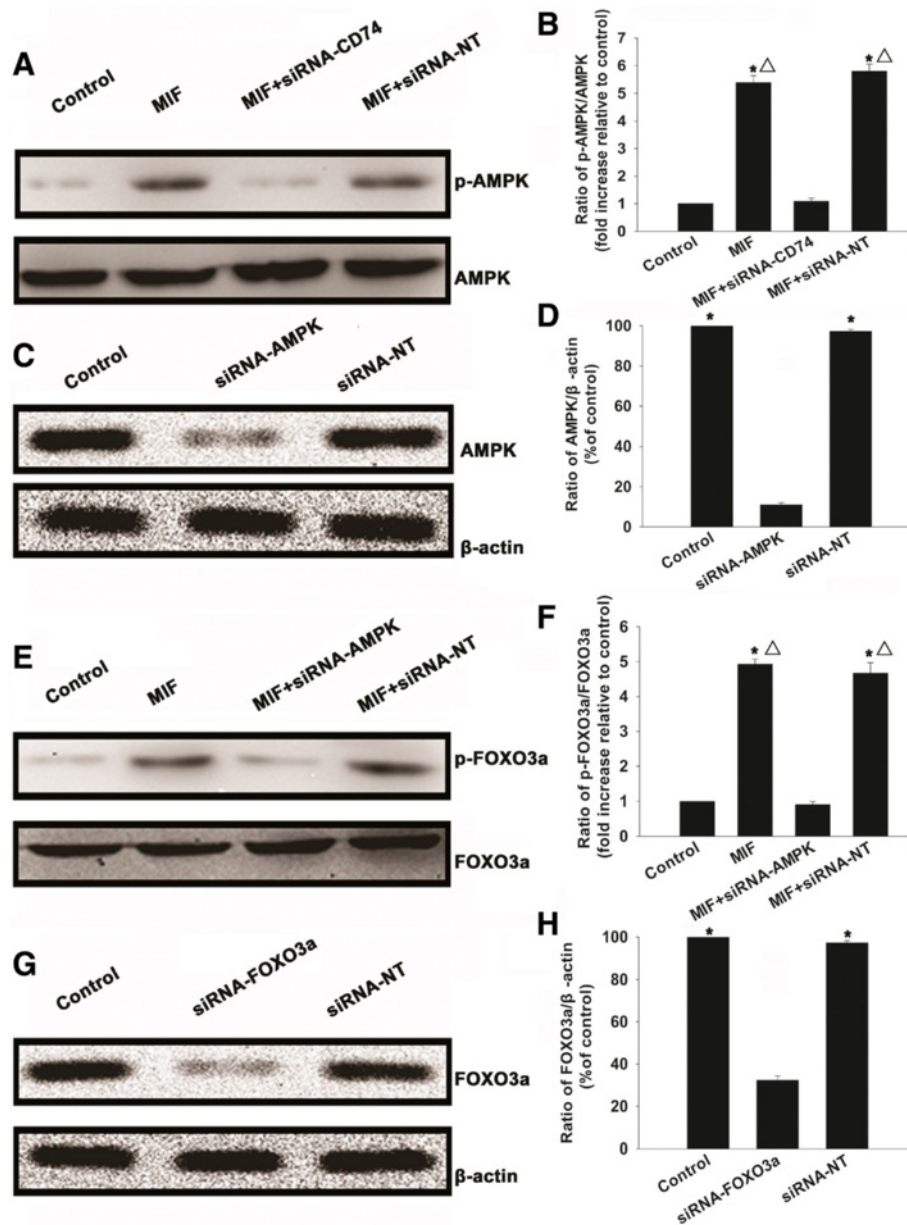 A
Control
MIF
MIF+siRNA-CD74
MIF+siRNA-NT
p-AMPK
AMPK
B
Ratio of p-AMPK/AMPK
(fold increase relative to control)
7
6
5
4
3
2
1
0
*△
*△
Control
MIF
MIF+siRNA-CD74
MIF+siRNA-NT
C
Control
siRNA-AMPK
siRNA-NT
AMPK
β-actin
D
Ratio of AMPK/β -actin
(%of control)
100
80
60
40
20
0
*
*
Control
siRNA-AMPK
siRNA-NT
E
Control
MIF
MIF+siRNA-AMPK
MIF+siRNA-NT
p-FOXO3a
FOXO3a
F
Ratio of p-FOXO3a/FOXO3a
(fold increase relative to control)
6
5
4
3
2
1
0
*△
*△
Control
MIF
MIF+siRNA-AMPK
MIF+siRNA-NT
G
Control
siRNA-FOXO3a
siRNA-NT
FOXO3a
β-actin
H
Ratio of FOXO3a/β -actin
(%of control)
100
80
60
40
20
0
*
*
Control
siRNA-FOXO3a
siRNA-NT